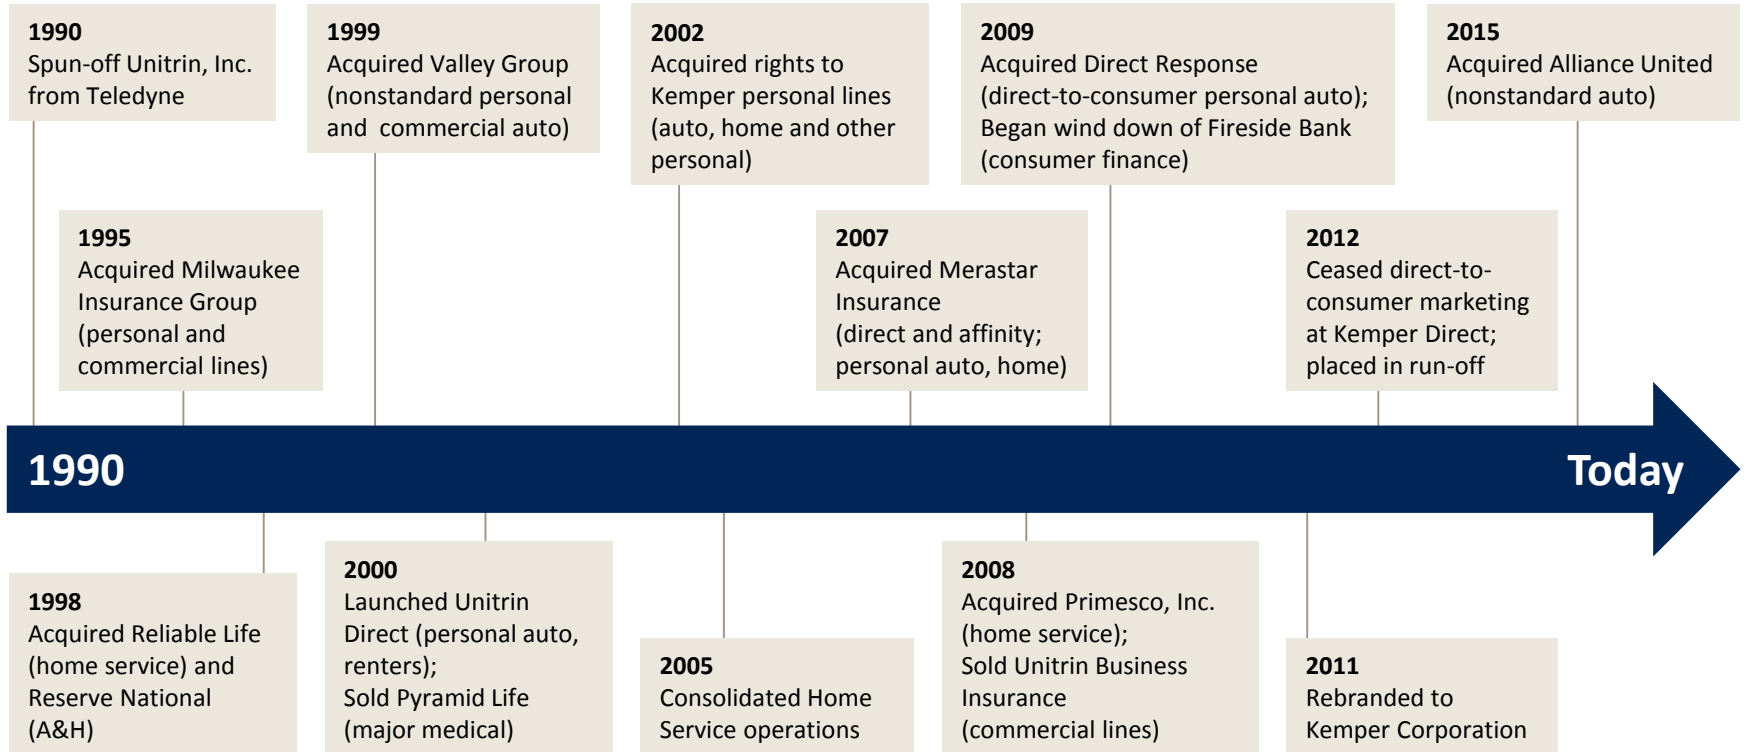 1990
Spun-off Unitrin, Inc.
from Teledyne
1999
Acquired Valley Group
(nonstandard personal
and commercial auto)
2002
Acquired rights to
Kemper personal lines
(auto, home and other
personal)
2009
Acquired Direct Response
(direct-to-consumer personal auto);
Began wind down of Fireside Bank
(consumer finance)
2015
Acquired Alliance United
(nonstandard auto)
1995
Acquired Milwaukee
Insurance Group
(personal and
commercial lines)
2007
Acquired Merastar
Insurance
(direct and affinity;
personal auto, home)
2012
Ceased direct-to-
consumer marketing
at Kemper Direct;
placed in run-off
1990
Today
1998
Acquired Reliable Life
(home service) and
Reserve National
(A&H)
2000
Launched Unitrin
Direct (personal auto,
renters);
Sold Pyramid Life
(major medical)
2005
Consolidated Home
Service operations
2008
Acquired Primesco, Inc.
(home service);
Sold Unitrin Business
Insurance
(commercial lines)
2011
Rebranded to
Kemper Corporation